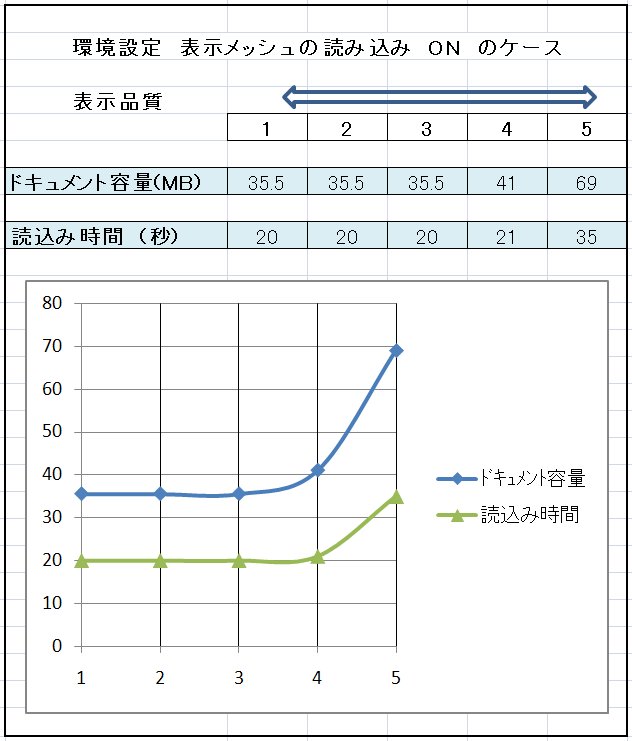 環境設定 表示メッシュの読み込み ON のケース
表示品質
1 2 3 4 5
ドキュメント容量(MB) 35.5 35.5 35.5 41 69
読込み時間 (秒) 20 20 20 21 35
80
70
60
50
40
30
20
10
0
1 2 3 4 5
ドキュメント容量
読込み時間